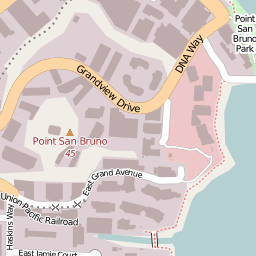 Point
San
Bruno
Park
DNA Way
Grandview Drive
Point San Bruno
45
East Grand Avenue
Union Pacific Railroad
Haskins Way
East Jamie Court